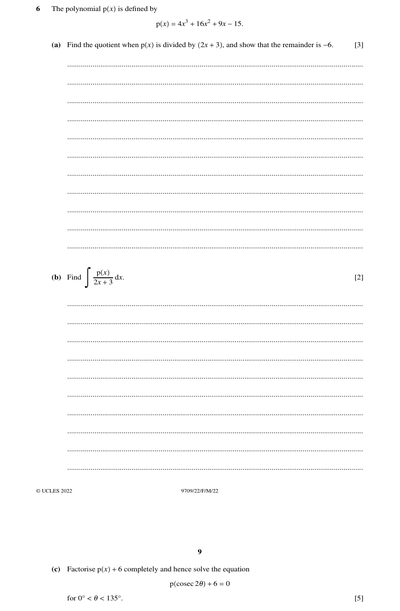 6 The polynomial p(x) is defined by
p(x) = 4x³ + 16x² + 9x − 15.
(a) Find the quotient when p(x) is divided by (2x + 3), and show that the remainder is −6. [3]
(b) Find ∫ p(x)/(2x + 3) dx. [2]
© UCLES 2022 9709/22/F/M/22
9
(c) Factorise p(x) + 6 completely and hence solve the equation
p(cosec 2θ) + 6 = 0
for 0° < θ < 135°. [5]